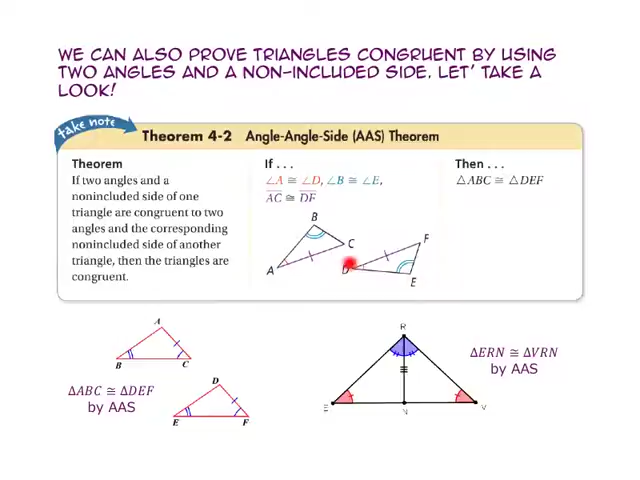 WE CAN ALSO PROVE TRIANGLES CONGRUENT BY USING
TWO ANGLES AND A NON-INCLUDED SIDE. LET' TAKE A
LOOK!
take note
Theorem 4-2 Angle-Angle-Side (AAS) Theorem
Theorem
If two angles and a
nonincluded side of one
triangle are congruent to two
angles and the corresponding
nonincluded side of another
triangle, then the triangles are
congruent.
If . . .
∠A ≅ ∠D, ∠B ≅ ∠E,
AC ≅ DF
B
C
A
F
D
E
Then . . .
△ABC ≅ △DEF
A
B
C
ΔABC ≅ ΔDEF
by AAS
D
E
F
R
E
N
V
ΔERN ≅ ΔVRN
by AAS